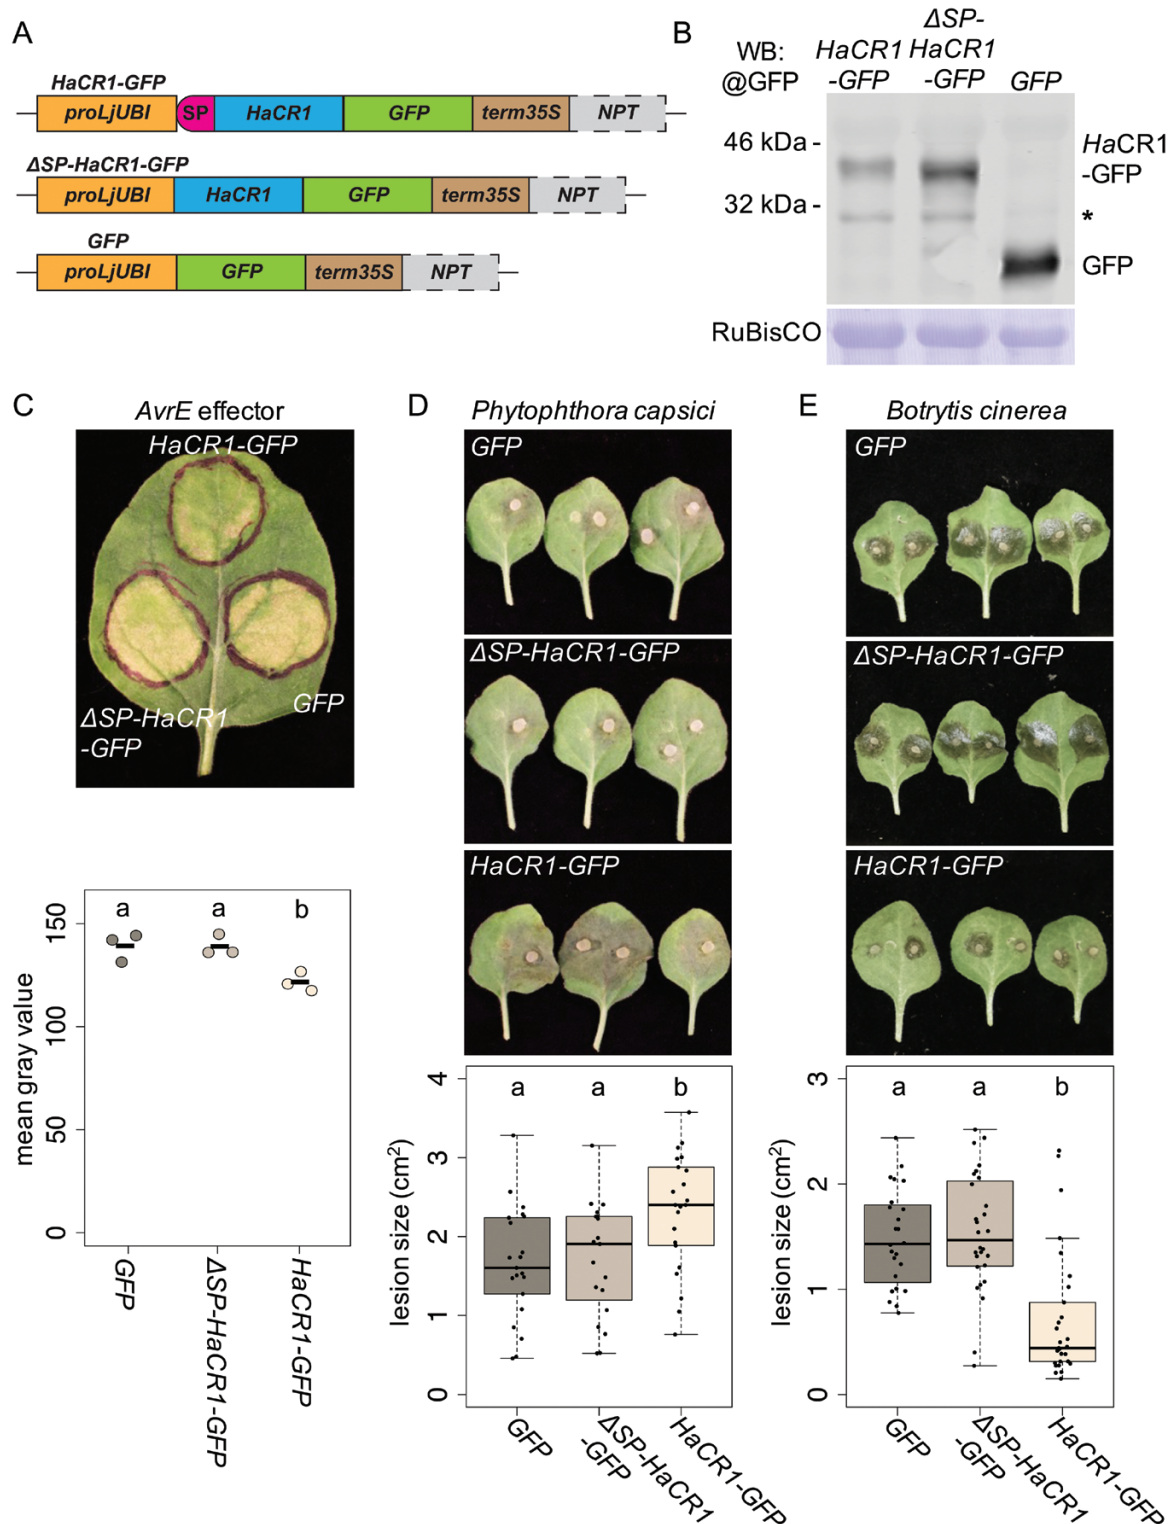 A
HaCR1-GFP
proLjUBI SP HaCR1 GFP term35S NPT
ΔSP-HaCR1-GFP
proLjUBI HaCR1 GFP term35S NPT
GFP
proLjUBI GFP term35S NPT
B
WB:
@GFP
HaCR1
-GFP
ΔSP-
HaCR1
-GFP
GFP
46 kDa -
32 kDa -
HaCR1
-GFP
*
GFP
RuBisCO
C
AvrE effector
HaCR1-GFP
ΔSP-HaCR1
-GFP
GFP
mean gray value
150
100
50
0
a a b
GFP
ΔSP-HaCR1-GFP
HaCR1-GFP
D
Phytophthora capsici
GFP
ΔSP-HaCR1-GFP
HaCR1-GFP
lesion size (cm²)
4
3
2
1
0
a a b
GFP
ΔSP-HaCR1
-GFP
HaCR1-GFP
E
Botrytis cinerea
GFP
ΔSP-HaCR1-GFP
HaCR1-GFP
lesion size (cm²)
3
2
1
0
a a b
GFP
ΔSP-HaCR1
-GFP
HaCR1-GFP